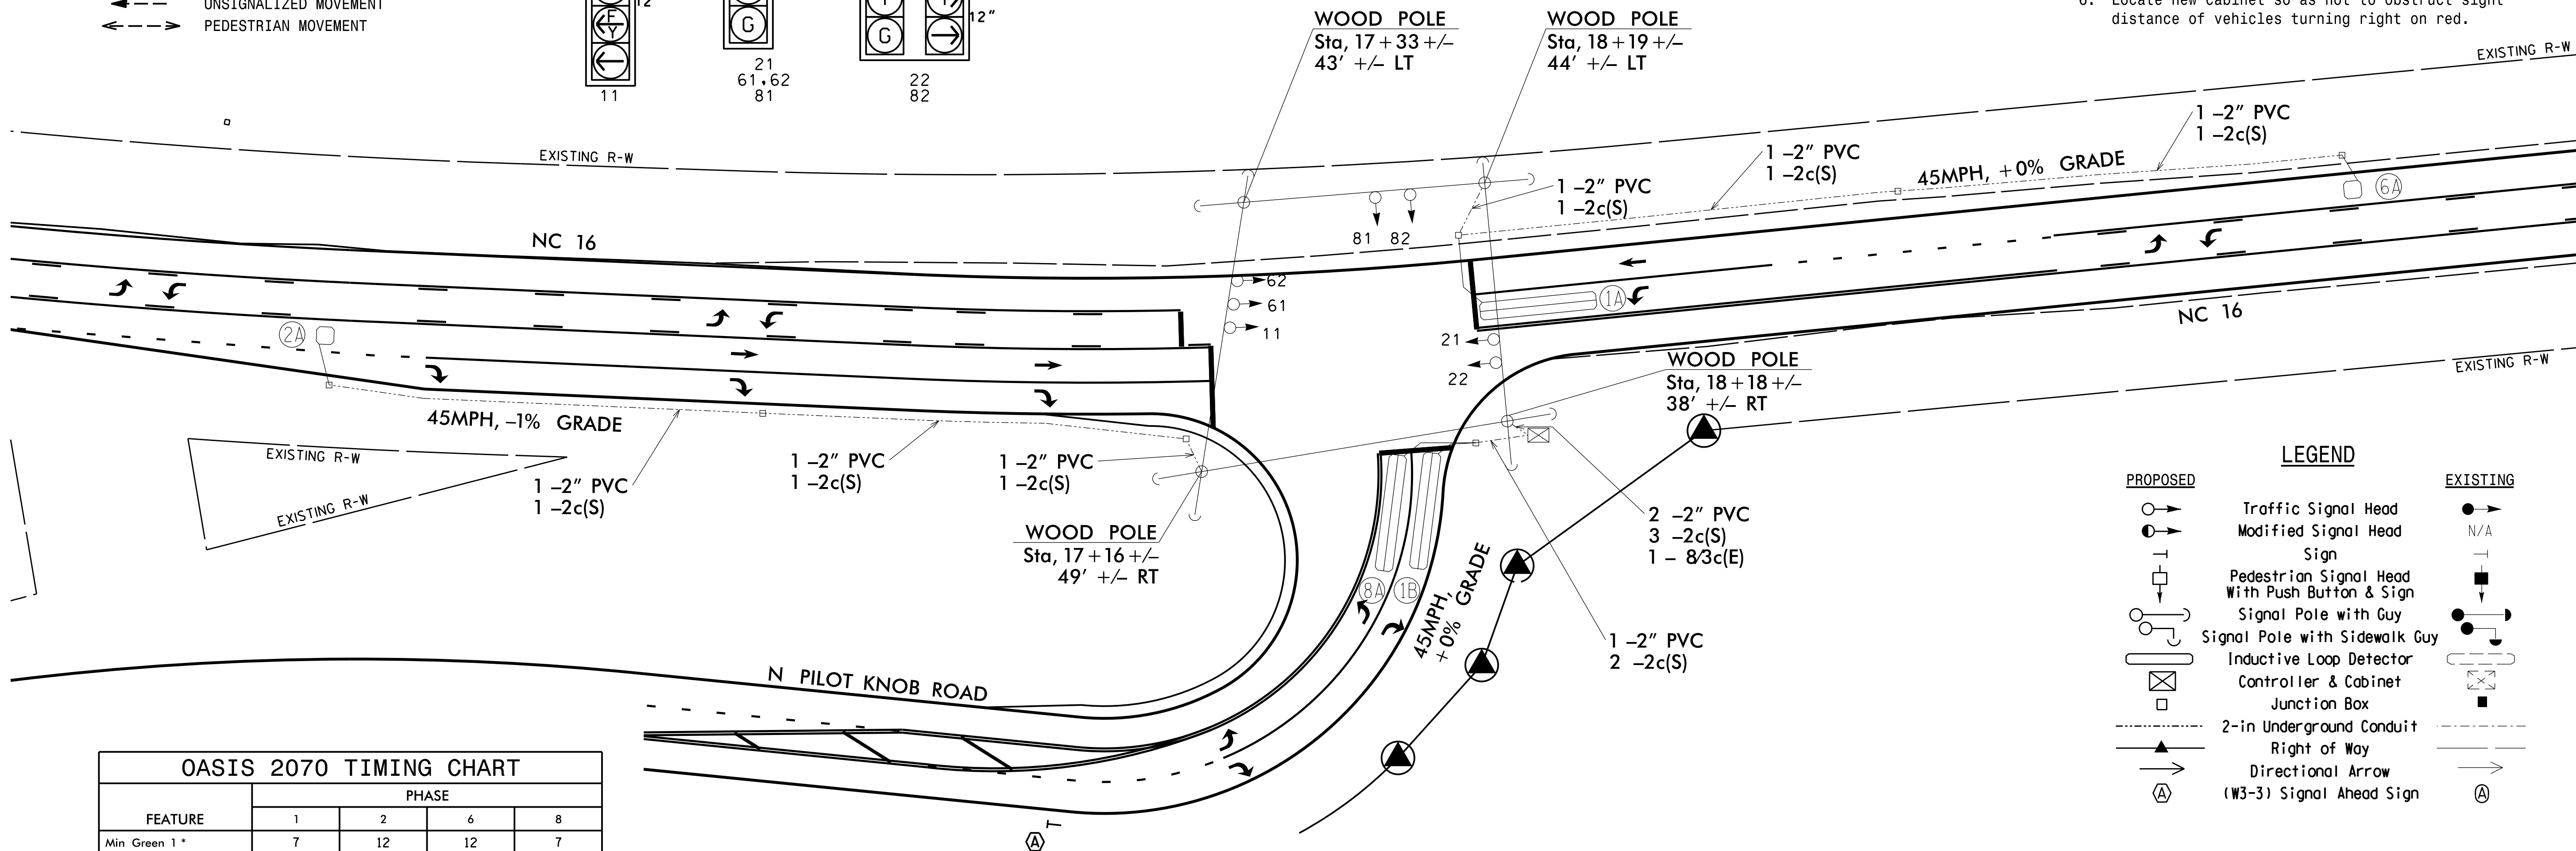 UNSIGNALIZED MOVEMENT
PEDESTRIAN MOVEMENT
12"
F
Y
11
G
21
61,62
81
G
12"
22
82
WOOD POLE
Sta, 17+33 +/-
43' +/- LT
WOOD POLE
Sta, 18+19 +/-
44' +/- LT
distance of vehicles turning right on red.
EXISTING R-W
EXISTING R-W
1 -2" PVC
1 -2c(S)
1 -2" PVC
1 -2c(S)
1 -2" PVC
1 -2c(S)
45MPH, +0% GRADE
6A
81 82
NC 16
62
61
11
1A
21
22
NC 16
2A
WOOD POLE
Sta, 18+18 +/-
38' +/- RT
EXISTING R-W
45MPH, -1% GRADE
EXISTING R-W
EXISTING R-W
1 -2" PVC
1 -2c(S)
1 -2" PVC
1 -2c(S)
1 -2" PVC
1 -2c(S)
WOOD POLE
Sta, 17+16 +/-
49' +/- RT
2 -2" PVC
3 -2c(S)
1 - 8/3c(E)
8A 1B
45MPH,
+0% GRADE
1 -2" PVC
2 -2c(S)
N PILOT KNOB ROAD
A
LEGEND
PROPOSED EXISTING
Traffic Signal Head
Modified Signal Head N/A
Sign
Pedestrian Signal Head
With Push Button & Sign
Signal Pole with Guy
Signal Pole with Sidewalk Guy
Inductive Loop Detector
Controller & Cabinet
Junction Box
2-in Underground Conduit
Right of Way
Directional Arrow
A (W3-3) Signal Ahead Sign A
OASIS 2070 TIMING CHART
PHASE
FEATURE 1 2 6 8
Min Green 1 * 7 12 12 7